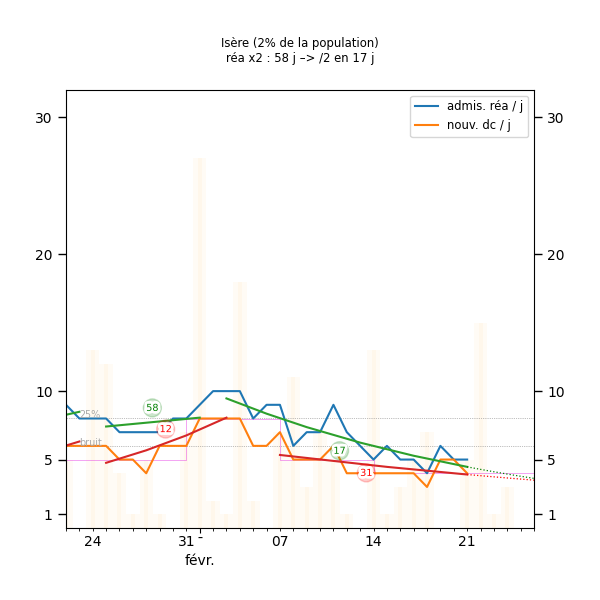 Isère (2% de la population)
réa x2 : 58 j –> /2 en 17 j
admis. réa / j
nouv. dc / j
30 30
20 20
10 10
58
25%
12
bruit
17
5 5
31
1 1
24 31 - 07 14 21
févr.